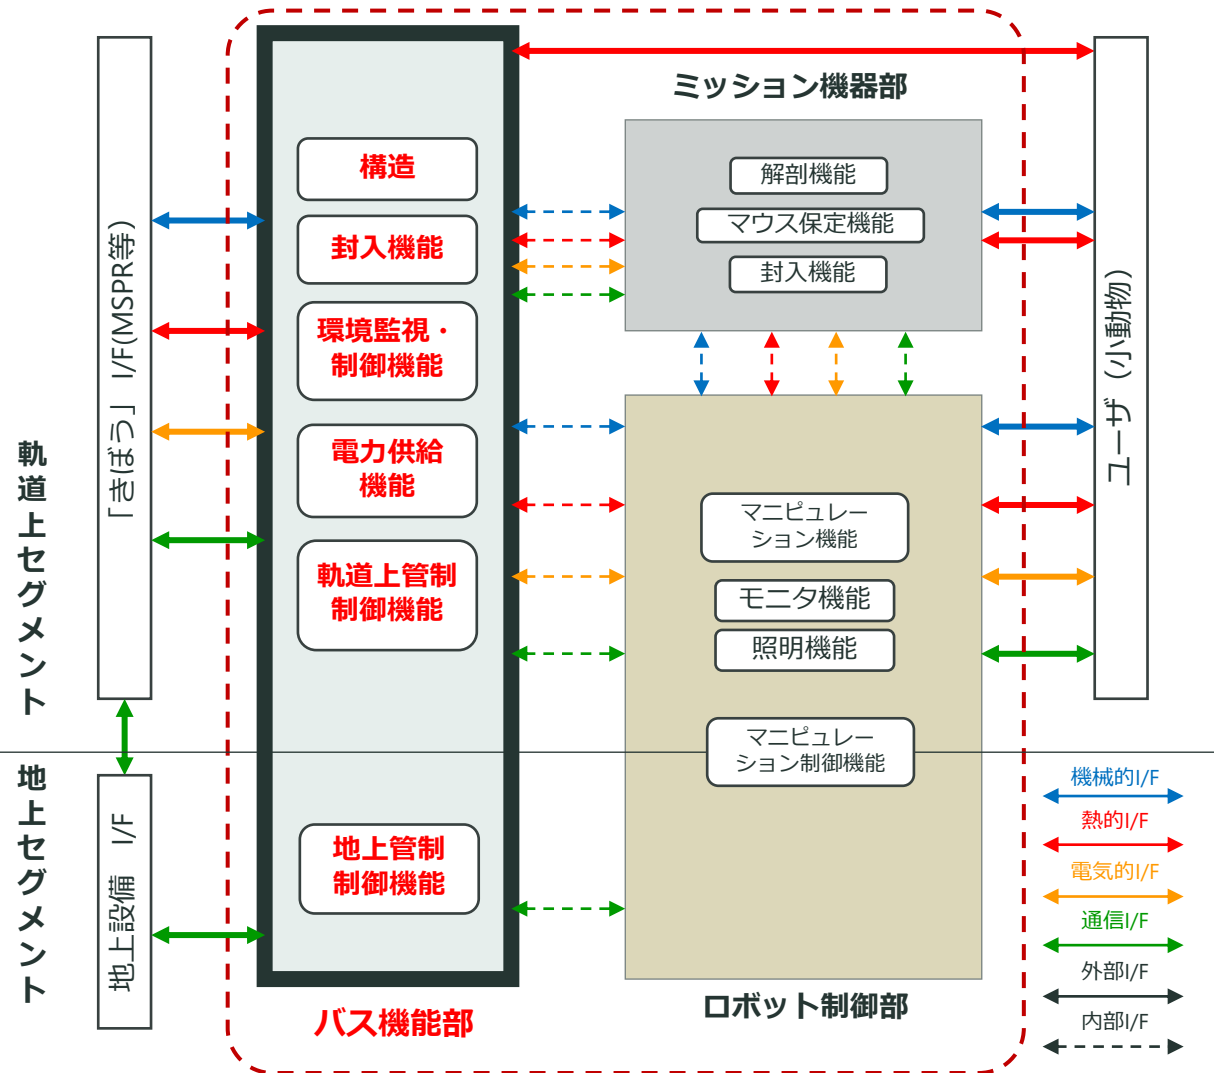 軌道上セグメント
地上セグメント
「きぼう」 I/F(MSPR等)
地上設備 I/F
構造
封入機能
環境監視・
制御機能
電力供給
機能
軌道上管制
制御機能
地上管制
制御機能
バス機能部
ミッション機器部
解剖機能
マウス保定機能
封入機能
マニピュレー
ション機能
モニタ機能
照明機能
マニピュレー
ション制御機能
ロボット制御部
ユーザ（小動物）
機械的I/F
熱的I/F
電気的I/F
通信I/F
外部I/F
内部I/F